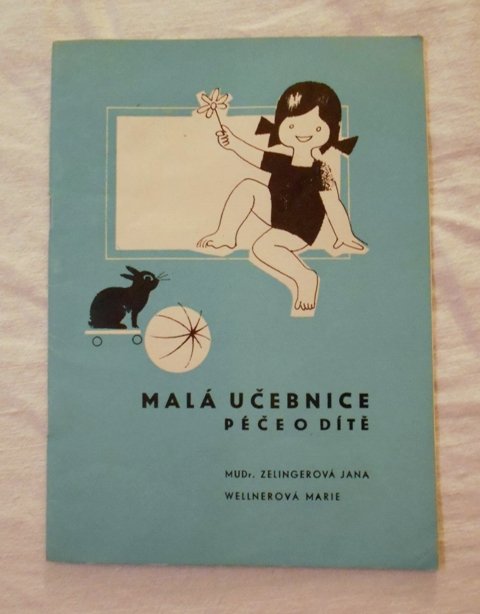 MALÁ UČEBNICE
PÉČE O DÍTĚ
MUDr. ZELINGEROVÁ JANA
WELLNEROVÁ MARIE